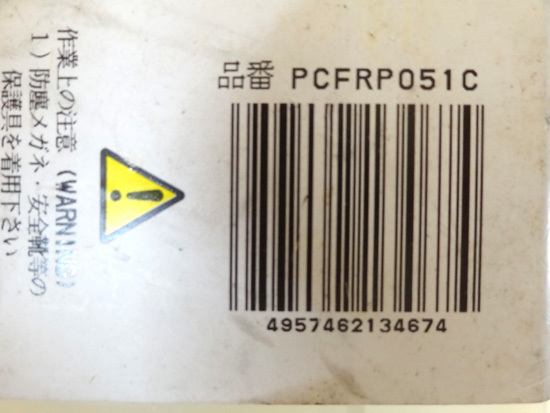 品番 PCFRP051C
4957462134674
作業上の注意 (WARNING)
1) 防塵メガネ・安全靴等の
保護具を着用下さい